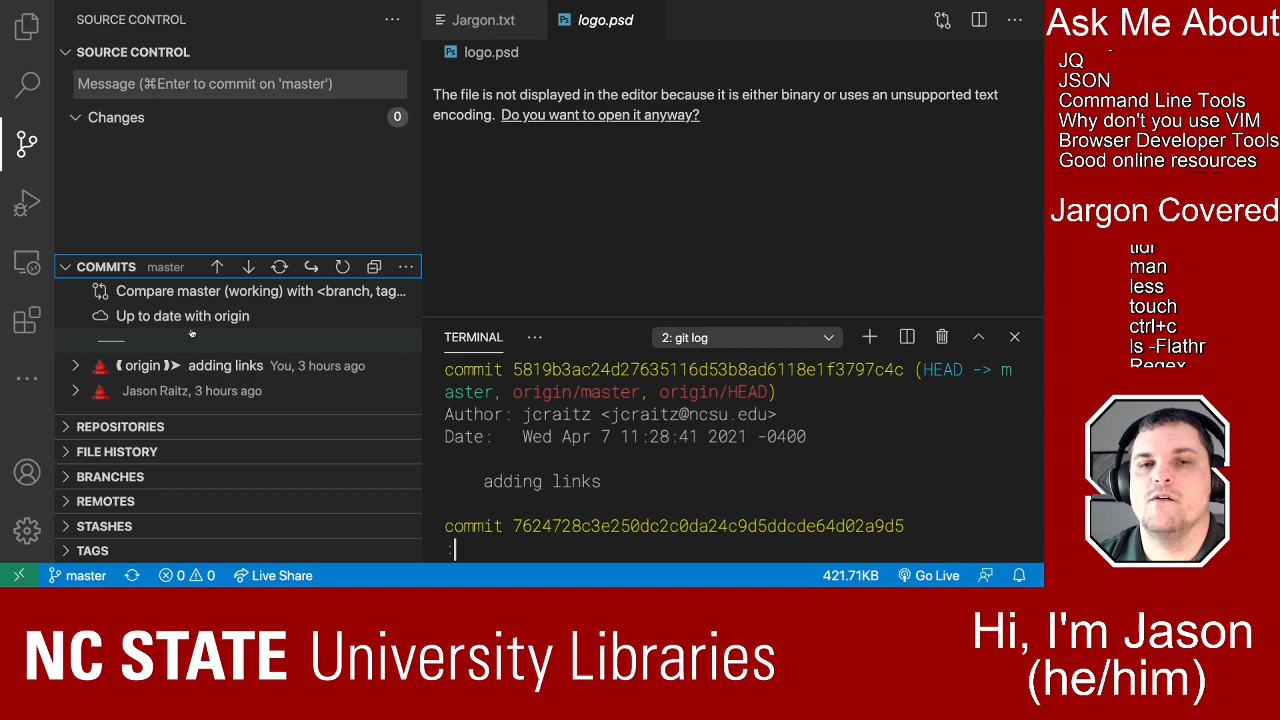 SOURCE CONTROL
SOURCE CONTROL
Message (⌘Enter to commit on 'master')
Changes
0
COMMITS master
Compare master (working) with <branch, tag...
Up to date with origin
origin adding links You, 3 hours ago
Jason Raitz, 3 hours ago
REPOSITORIES
FILE HISTORY
BRANCHES
REMOTES
STASHES
TAGS
Jargon.txt
Ps logo.psd
Ps logo.psd
The file is not displayed in the editor because it is either binary or uses an unsupported text
encoding. Do you want to open it anyway?
TERMINAL
2: git log
commit 5819b3ac24d27635116d53b8ad6118e1f3797c4c (HEAD -> m
aster, origin/master, origin/HEAD)
Author: jcraitz <jcraitz@ncsu.edu>
Date: Wed Apr 7 11:28:41 2021 -0400
adding links
commit 7624728c3e250dc2c0da24c9d5ddcde64d02a9d5
:
master
0
0
Live Share
421.71KB
Go Live
Ask Me About
JQ
JSON
Command Line Tools
Why don't you use VIM
Browser Developer Tools
Good online resources
Jargon Covered
man
less
touch
ctrl+c
ls -Flathr
Regex
NC STATE University Libraries
Hi, I'm Jason
(he/him)